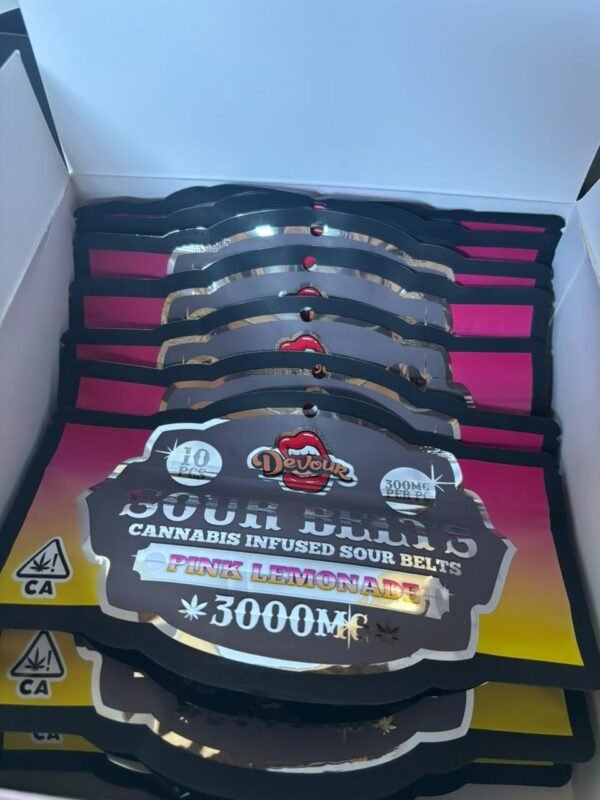 10
PCS
Devour
300MG
PER PC
SOUR BELTS
CANNABIS INFUSED SOUR BELTS
PINK LEMONADE
3000MG
CA
CA
CA